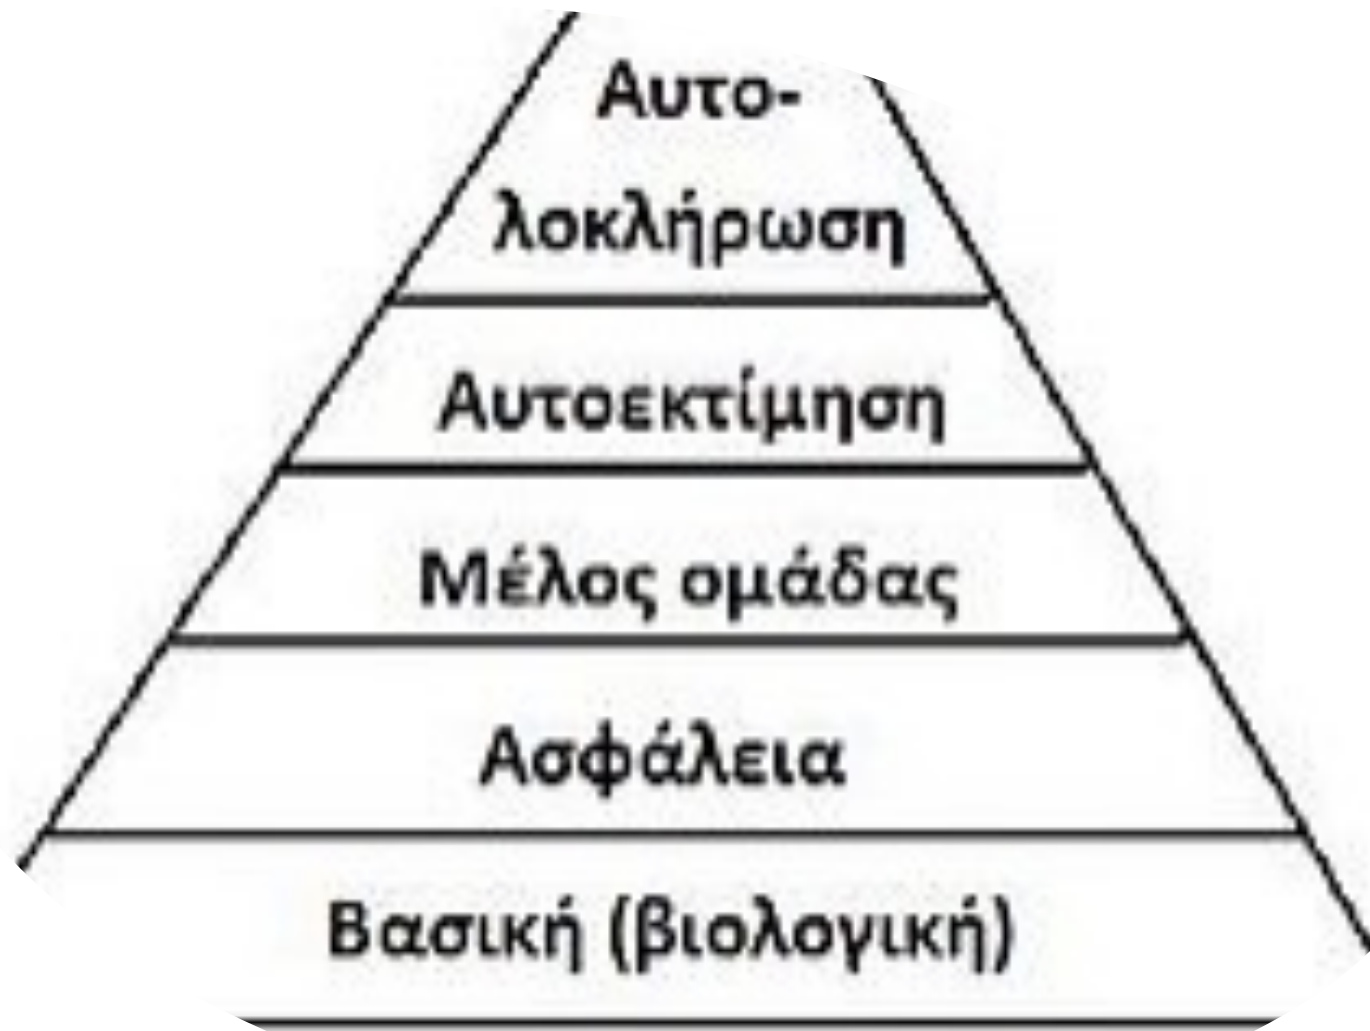 Αυτο-
λοκλήρωση
Αυτοεκτίμηση
Μέλος ομάδας
Ασφάλεια
Βασική (βιολογική)